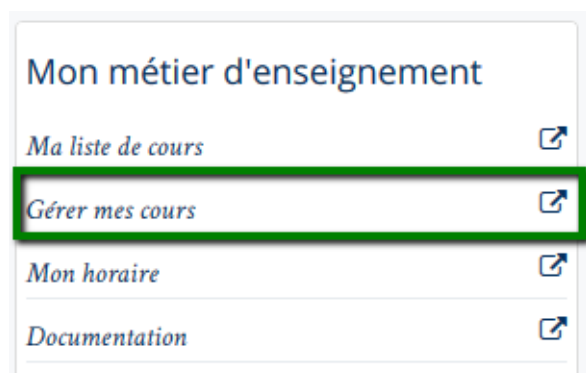 Mon métier d'enseignement
Ma liste de cours
Gérer mes cours
Mon horaire
Documentation